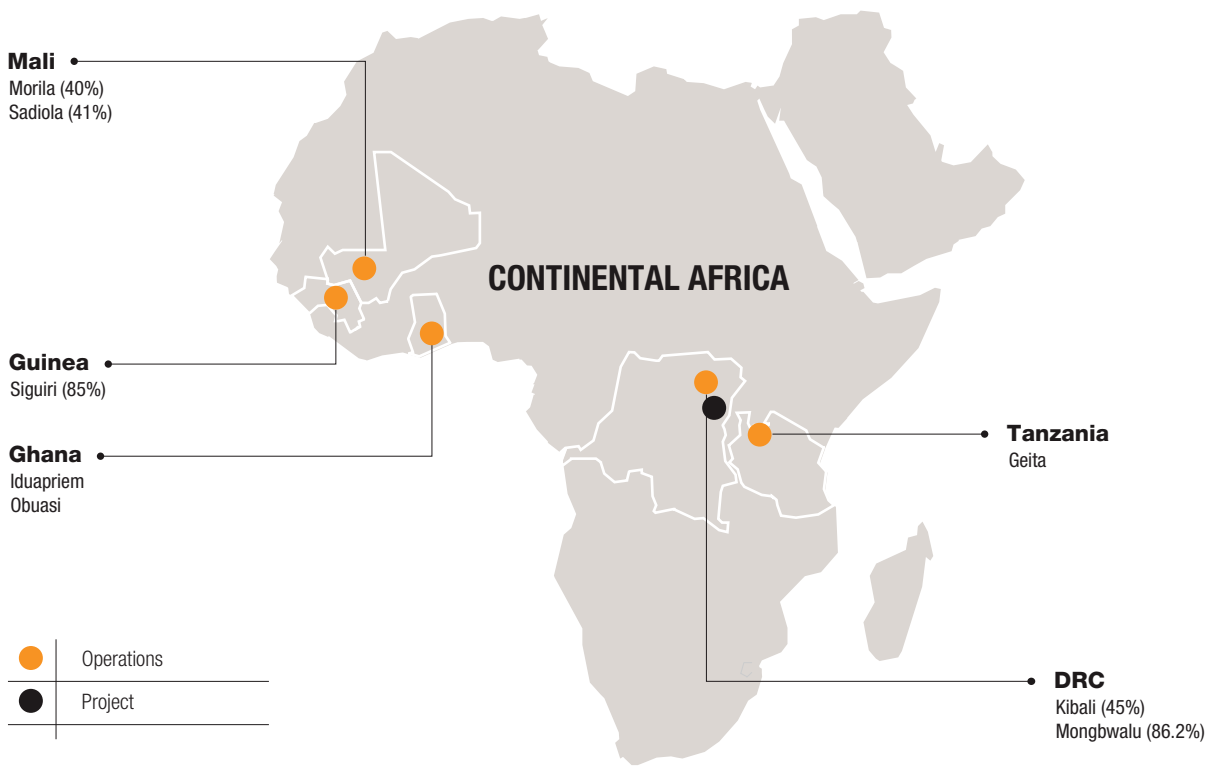 Mali
Morila (40%)
Sadiola (41%)
CONTINENTAL AFRICA
Guinea
Siguiri (85%)
Ghana
Iduapriem
Obuasi
Tanzania
Geita
Operations
Project
DRC
Kibali (45%)
Mongbwalu (86.2%)